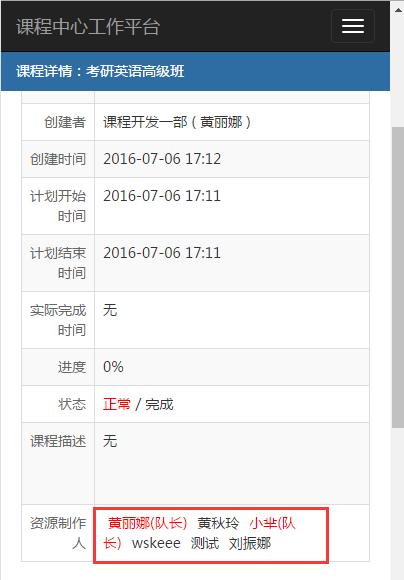 课程中心工作平台
课程详情：考研英语高级班
创建者 课程开发一部 ( 黄丽娜 )
创建时间 2016-07-06 17:12
计划开始 2016-07-06 17:11
时间
计划结束 2016-07-06 17:11
时间
实际完成 无
时间
进度 0%
状态 正常 / 完成
课程描述 无
资源制作 黄丽娜(队长) 黄秋玲 小芈(队
人 长) wskeee 测试 刘振娜